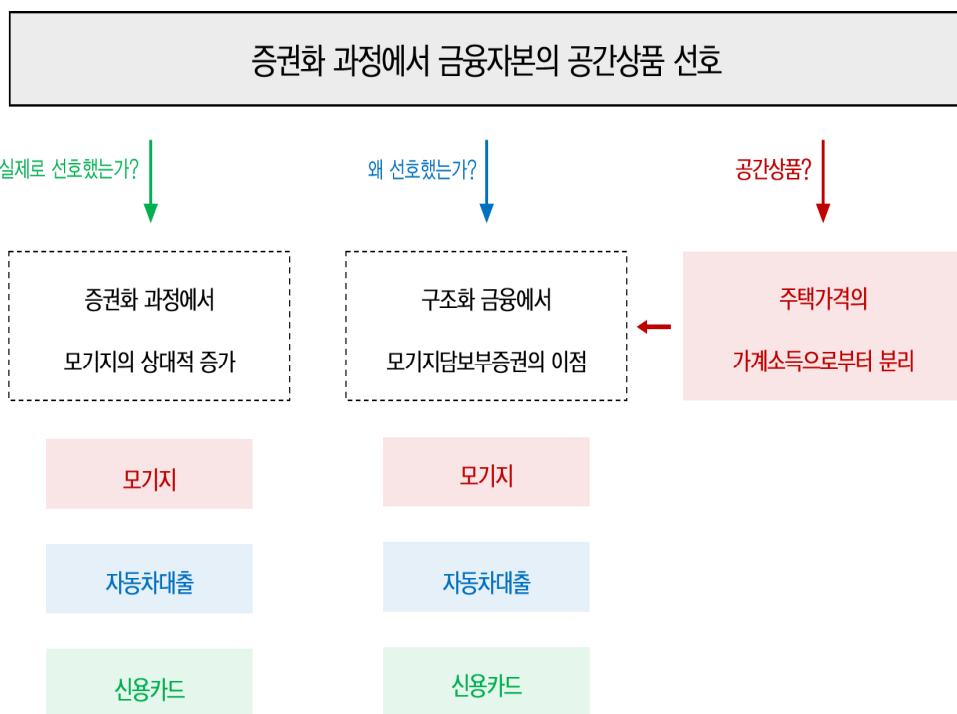 증권화 과정에서 금융자본의 공간상품 선호
실제로 선호했는가?
왜 선호했는가?
공간상품?
증권화 과정에서
모기지의 상대적 증가
구조화 금융에서
모기지담보부증권의 이점
주택가격의
가계소득으로부터 분리
모기지
모기지
자동차대출
자동차대출
신용카드
신용카드